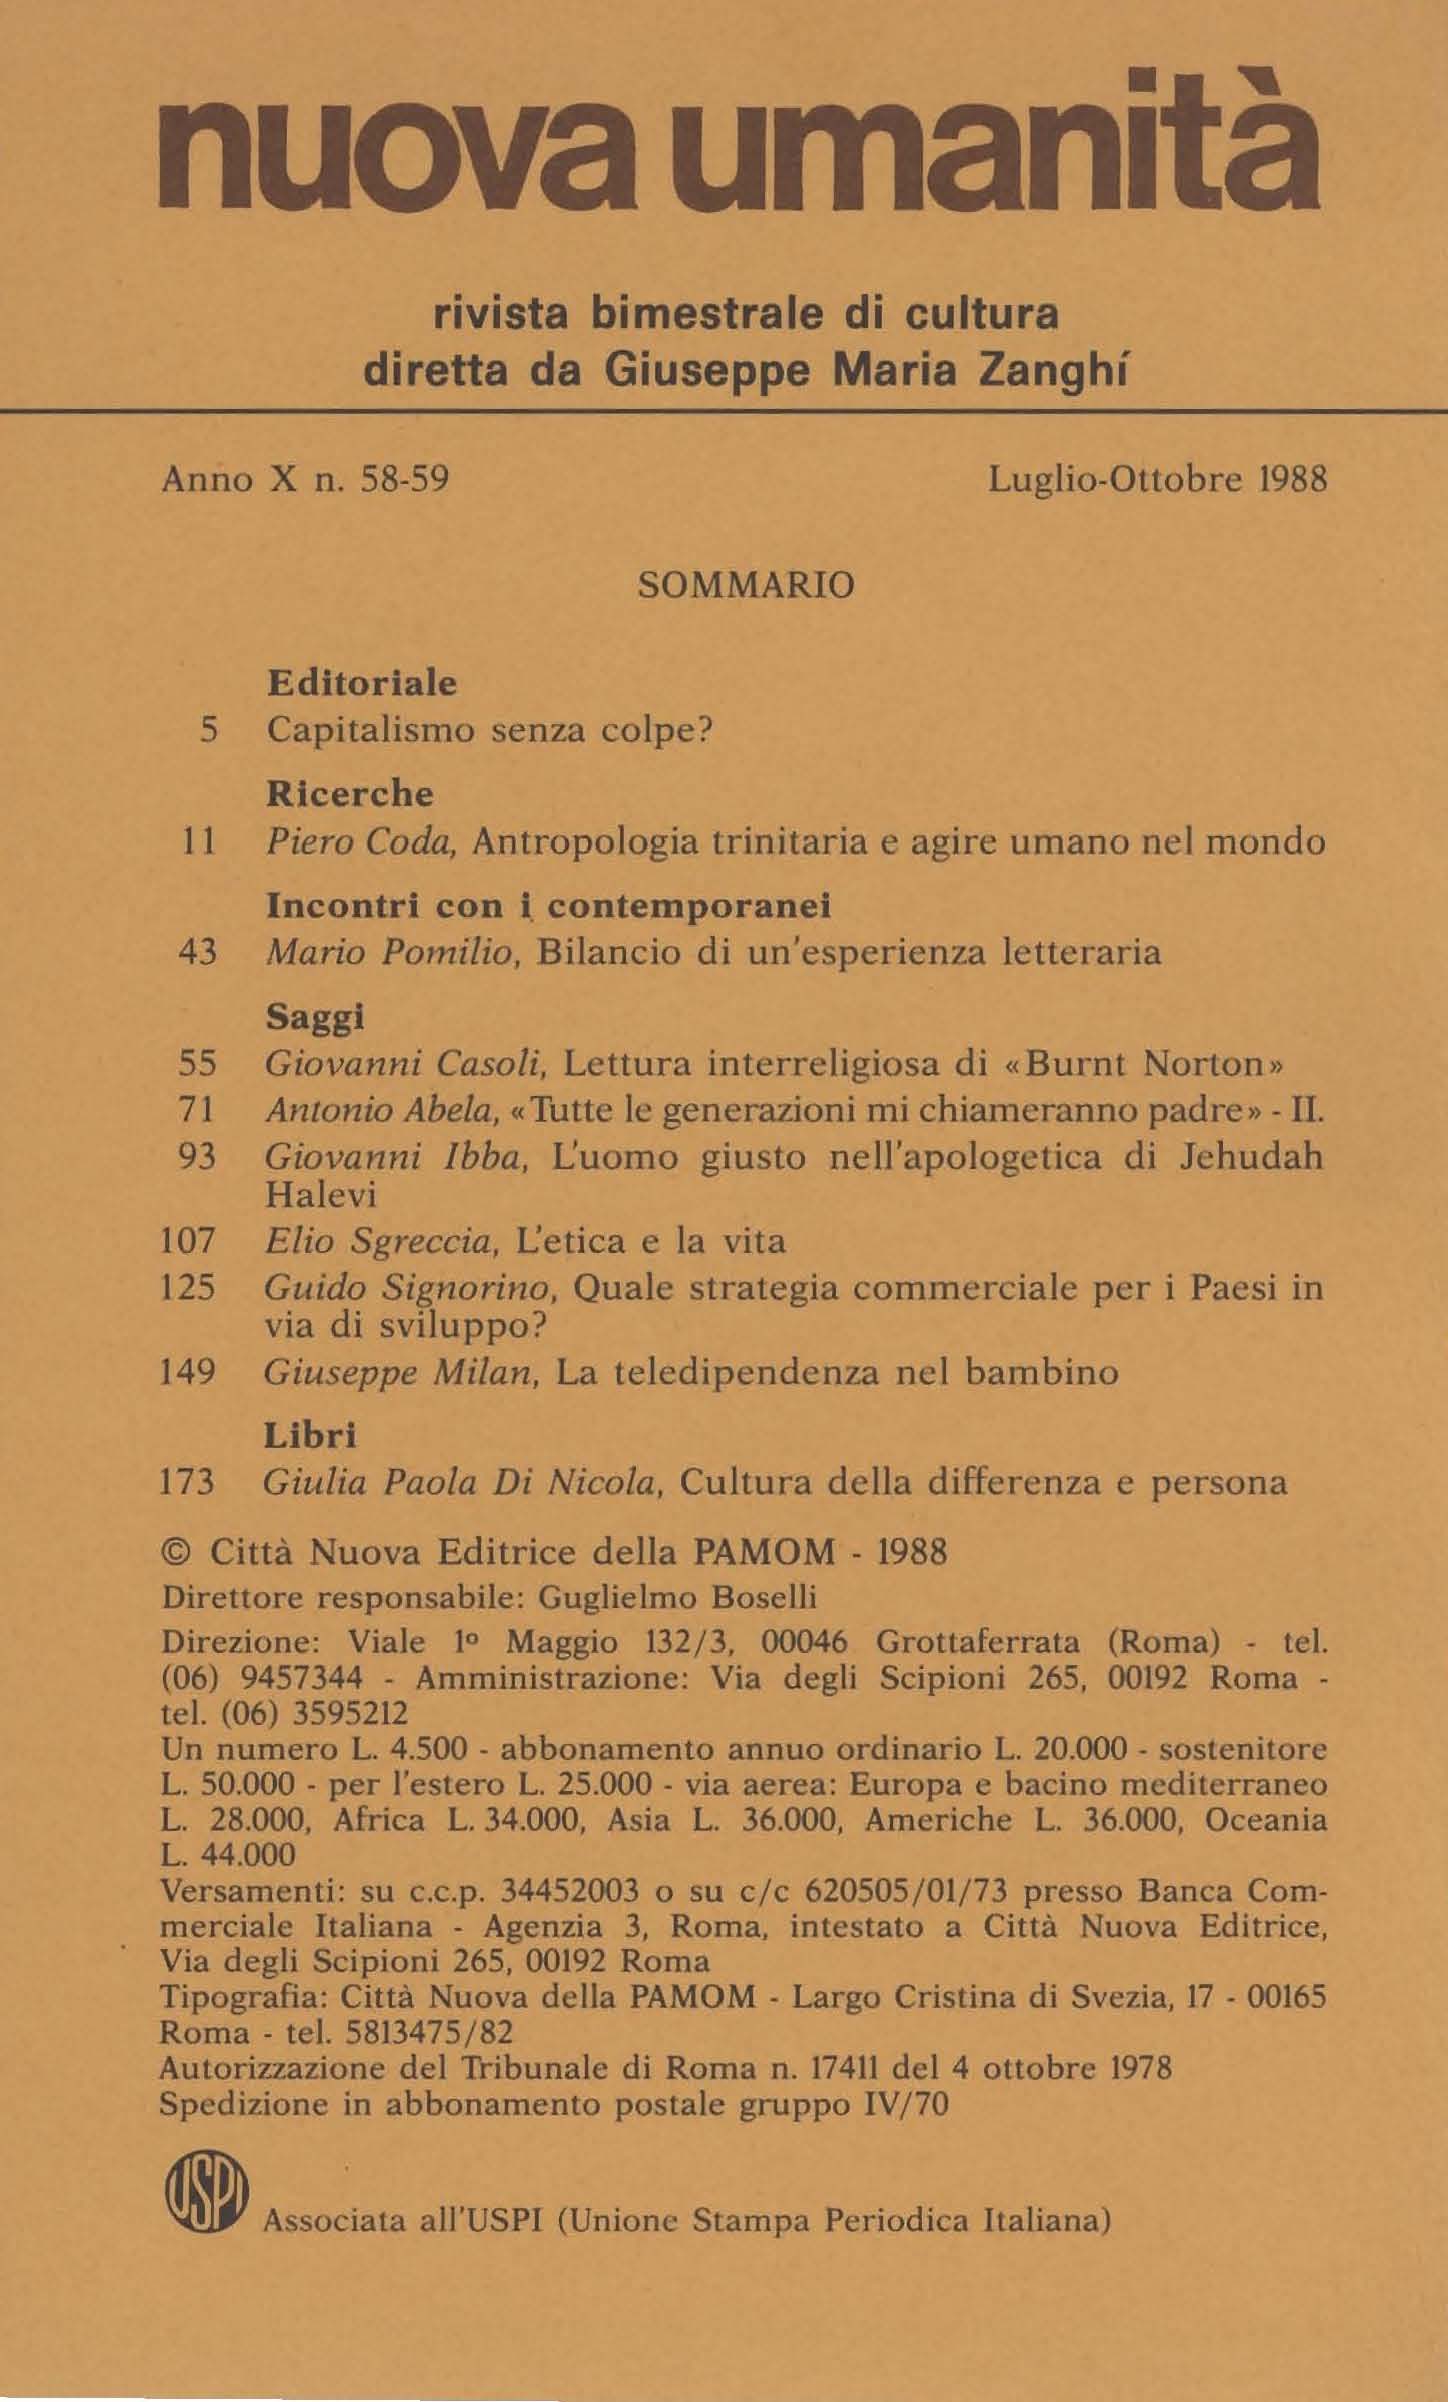 nuova umanità
rivista bimestrale di cultura
diretta da Giuseppe Maria Zanghí
Anno X n. 58-59 Luglio-Ottobre 1988
SOMMARIO
Editoriale
5 Capitalismo senza colpe?
Ricerche
11 Piero Coda, Antropologia trinitaria e agire umano nel mondo
Incontri con i contemporanei
43 Mario Pomilio, Bilancio di un'esperienza letteraria
Saggi
55 Giovanni Casoli, Lettura interreligiosa di «Burnt Norton»
71 Antonio Abela, «Tutte le generazioni mi chiameranno padre» - II.
93 Giovanni Ibba, L'uomo giusto nell'apologetica di Jehudah
Halevi
107 Elio Sgreccia, L'etica e la vita
125 Guido Signorino, Quale strategia commerciale per i Paesi in
via di sviluppo?
149 Giuseppe Milan, La teledipendenza nel bambino
Libri
173 Giulia Paola Di Nicola, Cultura della differenza e persona
© Città Nuova Editrice della PAMOM - 1988
Direttore responsabile: Guglielmo Boselli
Direzione: Viale 1º Maggio 132/3, 00046 Grottaferrata (Roma) - tel.
(06) 9457344 - Amministrazione: Via degli Scipioni 265, 00192 Roma -
tel. (06) 3595212
Un numero L. 4.500 - abbonamento annuo ordinario L. 20.000 - sostenitore
L. 50.000 - per l'estero L. 25.000 - via aerea: Europa e bacino mediterraneo
L. 28.000, Africa L. 34.000, Asia L. 36.000, Americhe L. 36.000, Oceania
L. 44.000
Versamenti: su c.c.p. 34452003 o su c/c 620505/01/73 presso Banca Com-
merciale Italiana - Agenzia 3, Roma, intestato a Città Nuova Editrice,
Via degli Scipioni 265, 00192 Roma
Tipografia: Città Nuova della PAMOM - Largo Cristina di Svezia, 17 - 00165
Roma - tel. 5813475/82
Autorizzazione del Tribunale di Roma n. 17411 del 4 ottobre 1978
Spedizione in abbonamento postale gruppo IV/70
USPI
Associata all'USPI (Unione Stampa Periodica Italiana)